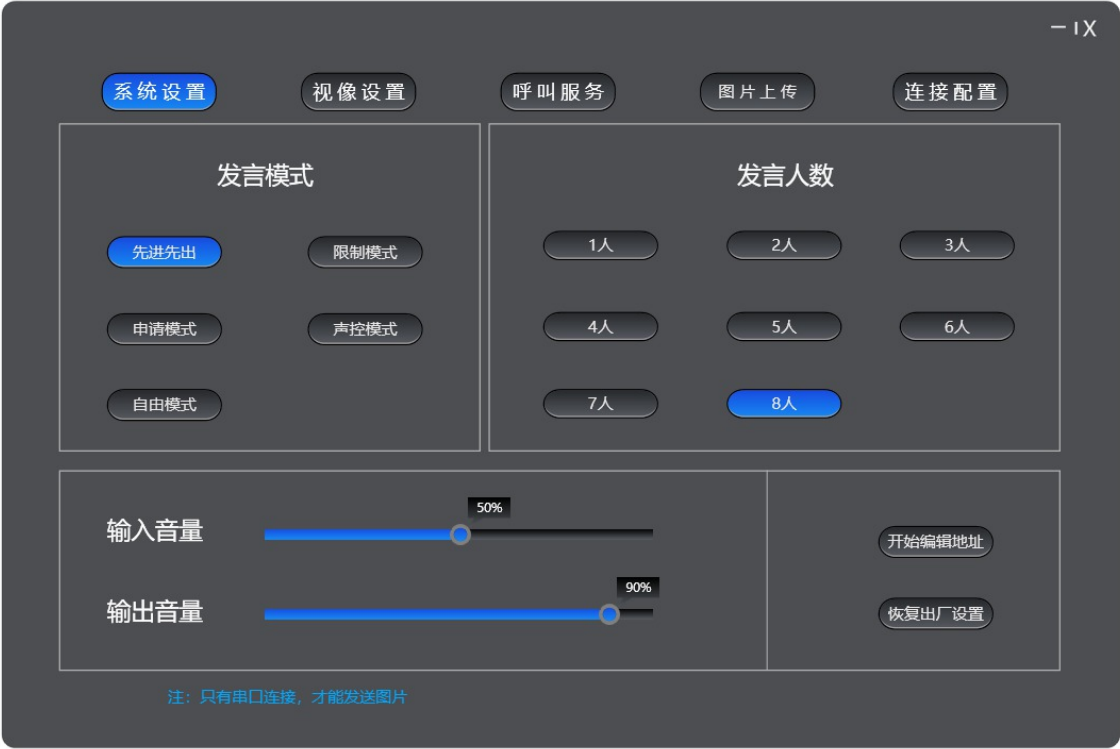 系统设置 视像设置 呼叫服务 图片上传 连接配置
发言模式
先进先出 限制模式
申请模式 声控模式
自由模式
发言人数
1人 2人 3人
4人 5人 6人
7人 8人
输入音量 50%
输出音量 90%
开始编辑地址
恢复出厂设置
注：只有串口连接，才能发送图片